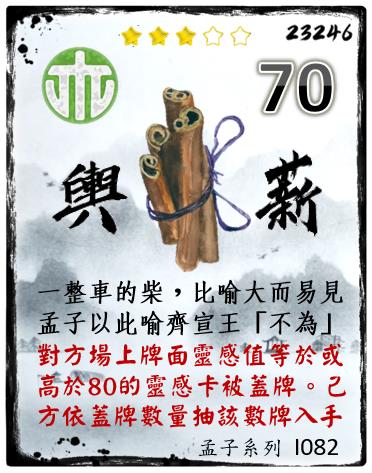 23246
木
70
輿薪
一整車的柴，比喻大而易見
孟子以此喻齊宣王「不為」
對方場上牌面靈感值等於或
高於80的靈感卡被蓋牌。己
方依蓋牌數量抽該數牌入手
孟子系列 I082